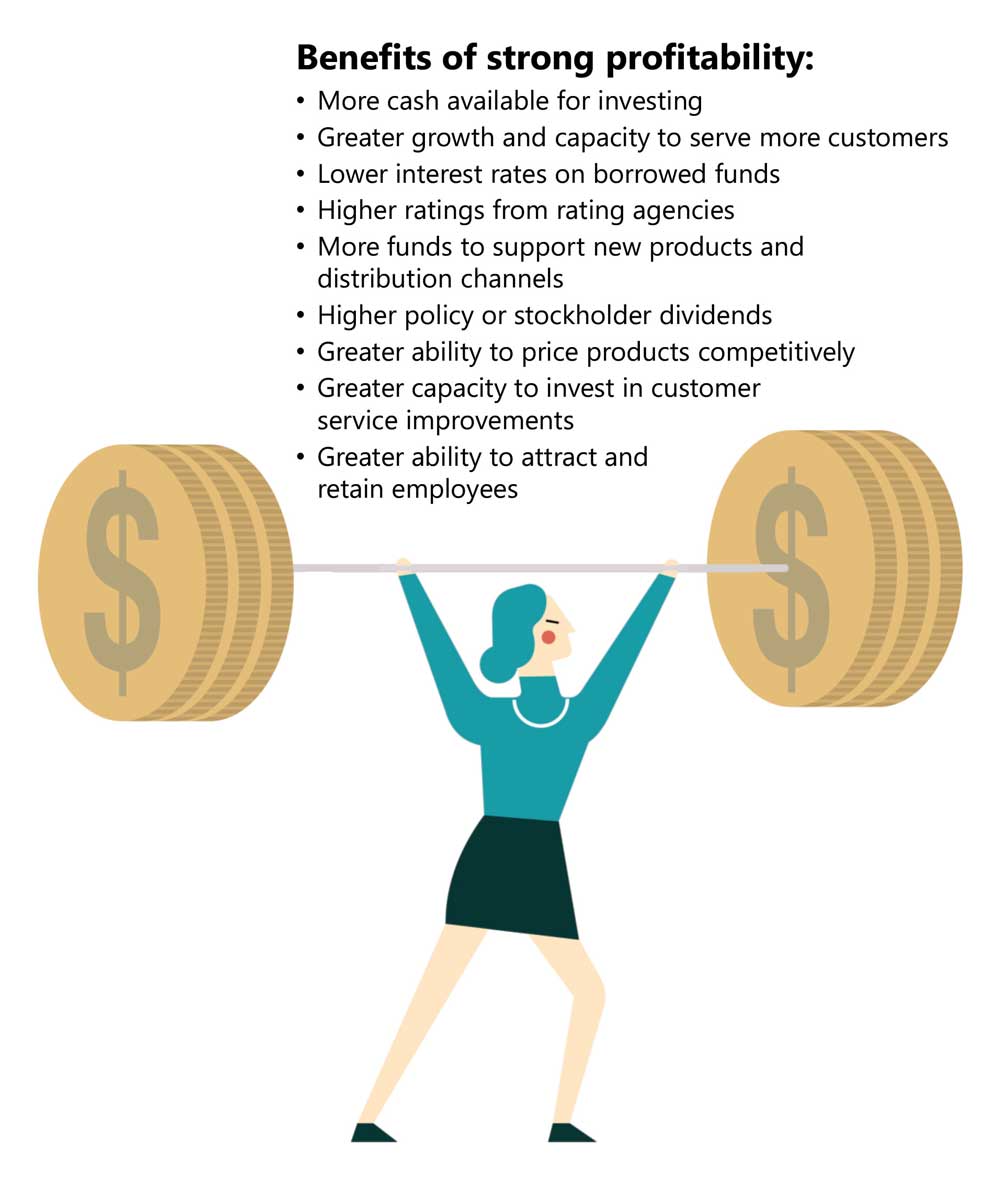 Benefits of strong profitability:
• More cash available for investing
• Greater growth and capacity to serve more customers
• Lower interest rates on borrowed funds
• Higher ratings from rating agencies
• More funds to support new products and
distribution channels
• Higher policy or stockholder dividends
• Greater ability to price products competitively
• Greater capacity to invest in customer
service improvements
• Greater ability to attract and
retain employees
$ $